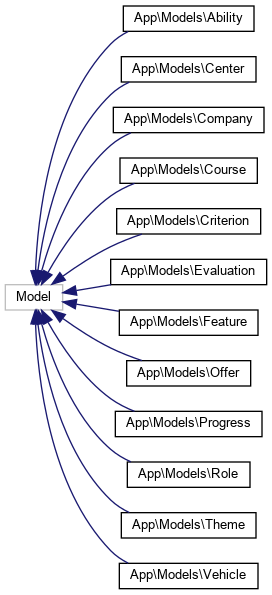 App\Models\Ability
App\Models\Center
App\Models\Company
App\Models\Course
App\Models\Criterion
App\Models\Evaluation
Model
App\Models\Feature
App\Models\Offer
App\Models\Progress
App\Models\Role
App\Models\Theme
App\Models\Vehicle